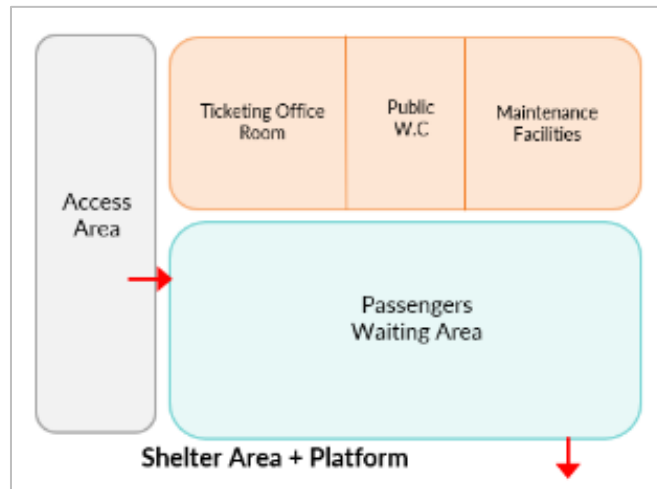 Ticketing Office
Room
Public
W.C
Maintenance
Facilities
Access
Area
Passengers
Waiting Area
Shelter Area + Platform